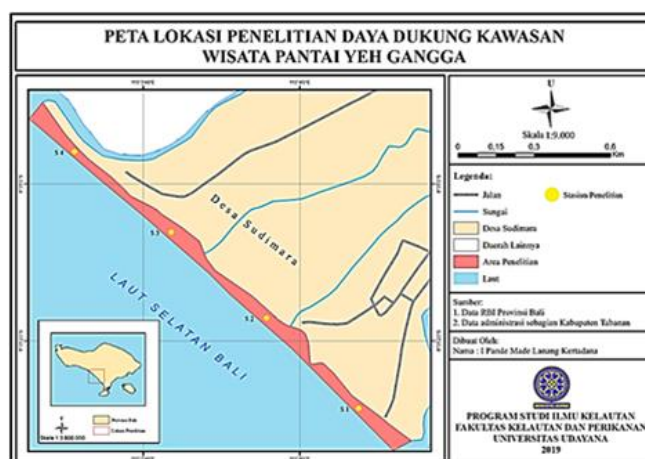 PETA LOKASI PENELITIAN DAYA DUKUNG KAWASAN
WISATA PANTAI YEH GANGGA
S 4
S 3
Desa Sudimara
S 2
LAUT SELATAN BALI
S 1
U
Skala 1:9.000
0 0,15 0,3 0,6
Km
Legenda:
Jalan
Stasiun Penelitian
Sungai
Desa Sudimara
Daerah Lainnya
Area Penelitian
Laut
Sumber:
1. Data RBI Provinsi Bali
2. Data administrasi sebagian Kabupaten Tabanan
Dibuat Oleh:
Nama : I Pande Made Lanang Kertadana
PROGRAM STUDI ILMU KELAUTAN
FAKULTAS KELAUTAN DAN PERIKANAN
UNIVERSITAS UDAYANA
2019